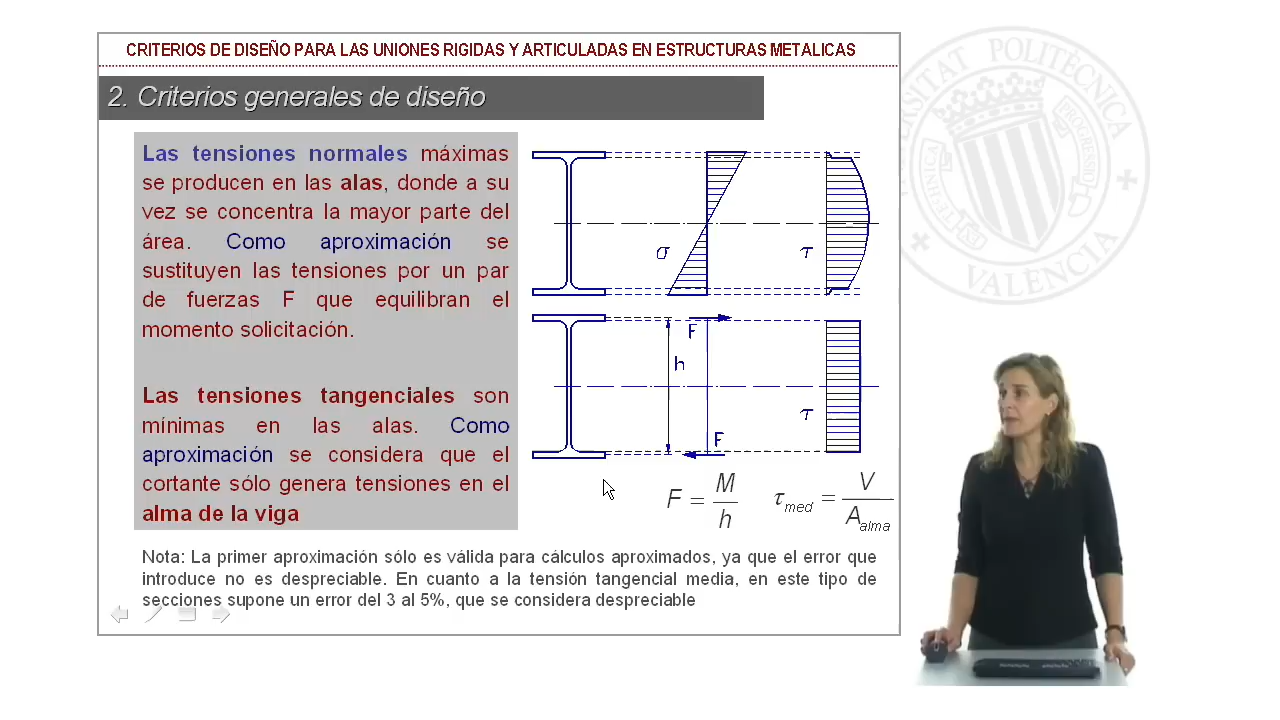 CRITERIOS DE DISEÑO PARA LAS UNIONES RIGIDAS Y ARTICULADAS EN ESTRUCTURAS METALICAS
2. Criterios generales de diseño
Las tensiones normales máximas
se producen en las alas, donde a su
vez se concentra la mayor parte del
área. Como aproximación se
sustituyen las tensiones por un par
de fuerzas F que equilibran el
momento solicitación.
Las tensiones tangenciales son
mínimas en las alas. Como
aproximación se considera que el
cortante sólo genera tensiones en el
alma de la viga
σ
τ
F
h
τ
F
F = M / h
τmed = V / Aalma
Nota: La primer aproximación sólo es válida para cálculos aproximados, ya que el error que
introduce no es despreciable. En cuanto a la tensión tangencial media, en este tipo de
secciones supone un error del 3 al 5%, que se considera despreciable
POLITÈCNICA
VALÈNCIA